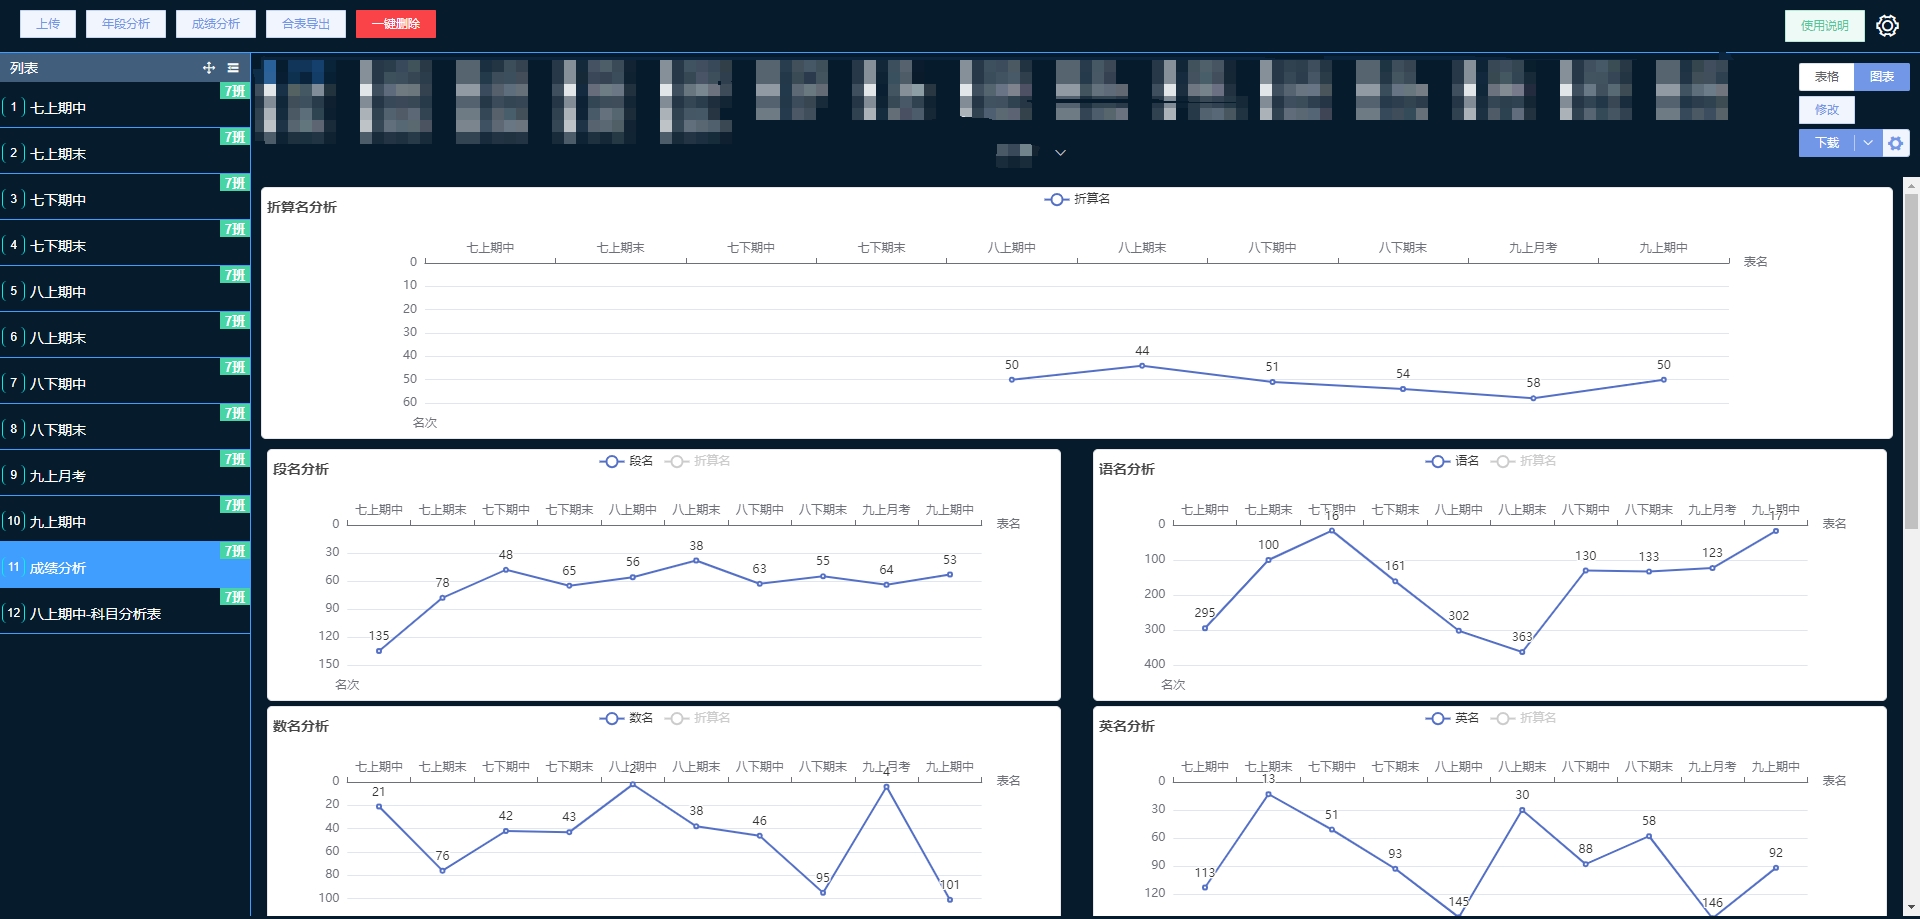 上传 年段分析 成绩分析 合表导出 一键删除 使用说明
列表
表格 图表
修改
下载
7班
1 七上期中
7班
2 七上期末
7班
3 七下期中
7班
4 七下期末
7班
5 八上期中
7班
6 八上期末
7班
7 八下期中
7班
8 八下期末
7班
9 九上月考
7班
10 九上期中
7班
11 成绩分析
7班
12 八上期中-科目分析表
折算名分析
折算名
七上期中 七上期末 七下期中 七下期末 八上期中 八上期末 八下期中 八下期末 九上月考 九上期中
表名
0
10
20
30
40
50
60
名次
50 44 51 54 58 50
段名分析
段名 折算名
七上期中 七上期末 七下期中 七下期末 八上期中 八上期末 八下期中 八下期末 九上月考 九上期中
表名
0
30
60
90
120
150
名次
135 78 48 65 56 38 63 55 64 53
语名分析
语名 折算名
七上期中 七上期末 七下期中 七下期末 八上期中 八上期末 八下期中 八下期末 九上月考 九上期中
表名
0
100
200
300
400
名次
295 100 16 161 302 363 130 133 123 17
数名分析
数名 折算名
七上期中 七上期末 七下期中 七下期末 八上期中 八上期末 八下期中 八下期末 九上月考 九上期中
表名
0
20
40
60
80
100
21 76 42 43 2 38 46 95 4 101
英名分析
英名 折算名
七上期中 七上期末 七下期中 七下期末 八上期中 八上期末 八下期中 八下期末 九上月考 九上期中
表名
0
30
60
90
120
113 13 51 93 145 30 88 58 146 92